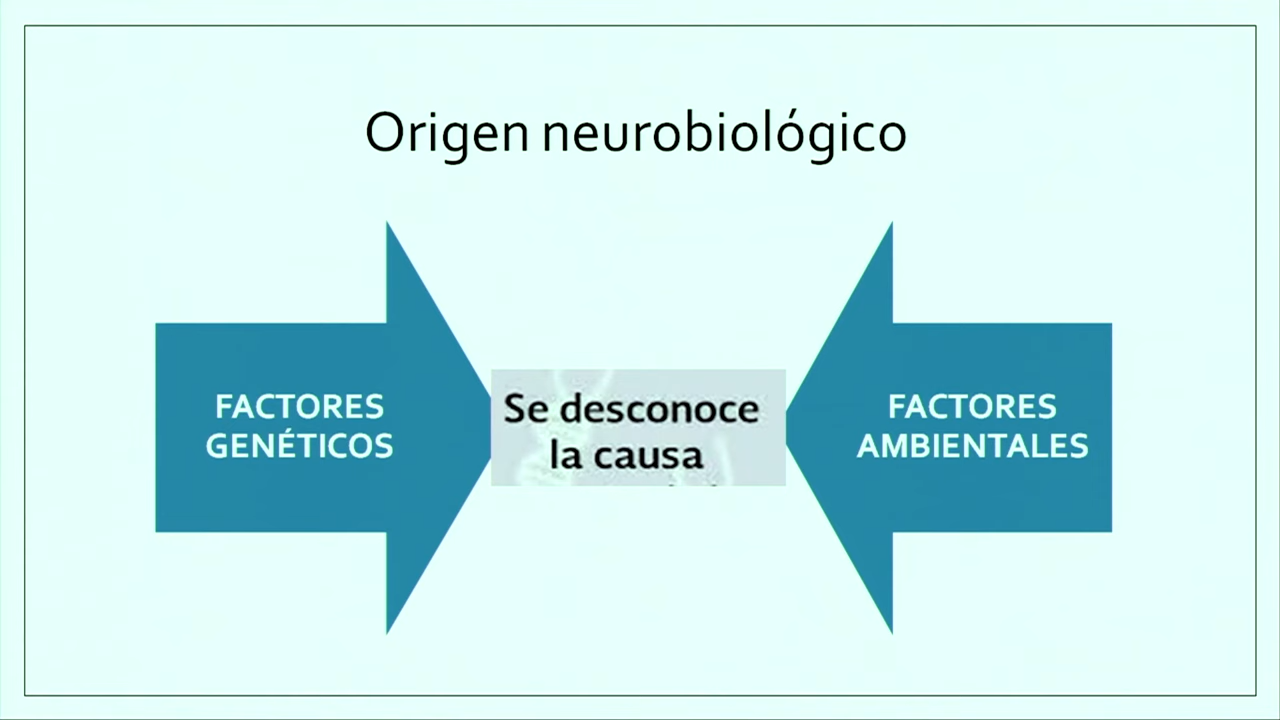 Origen neurobiológico
FACTORES
GENÉTICOS
Se desconoce
la causa
FACTORES
AMBIENTALES